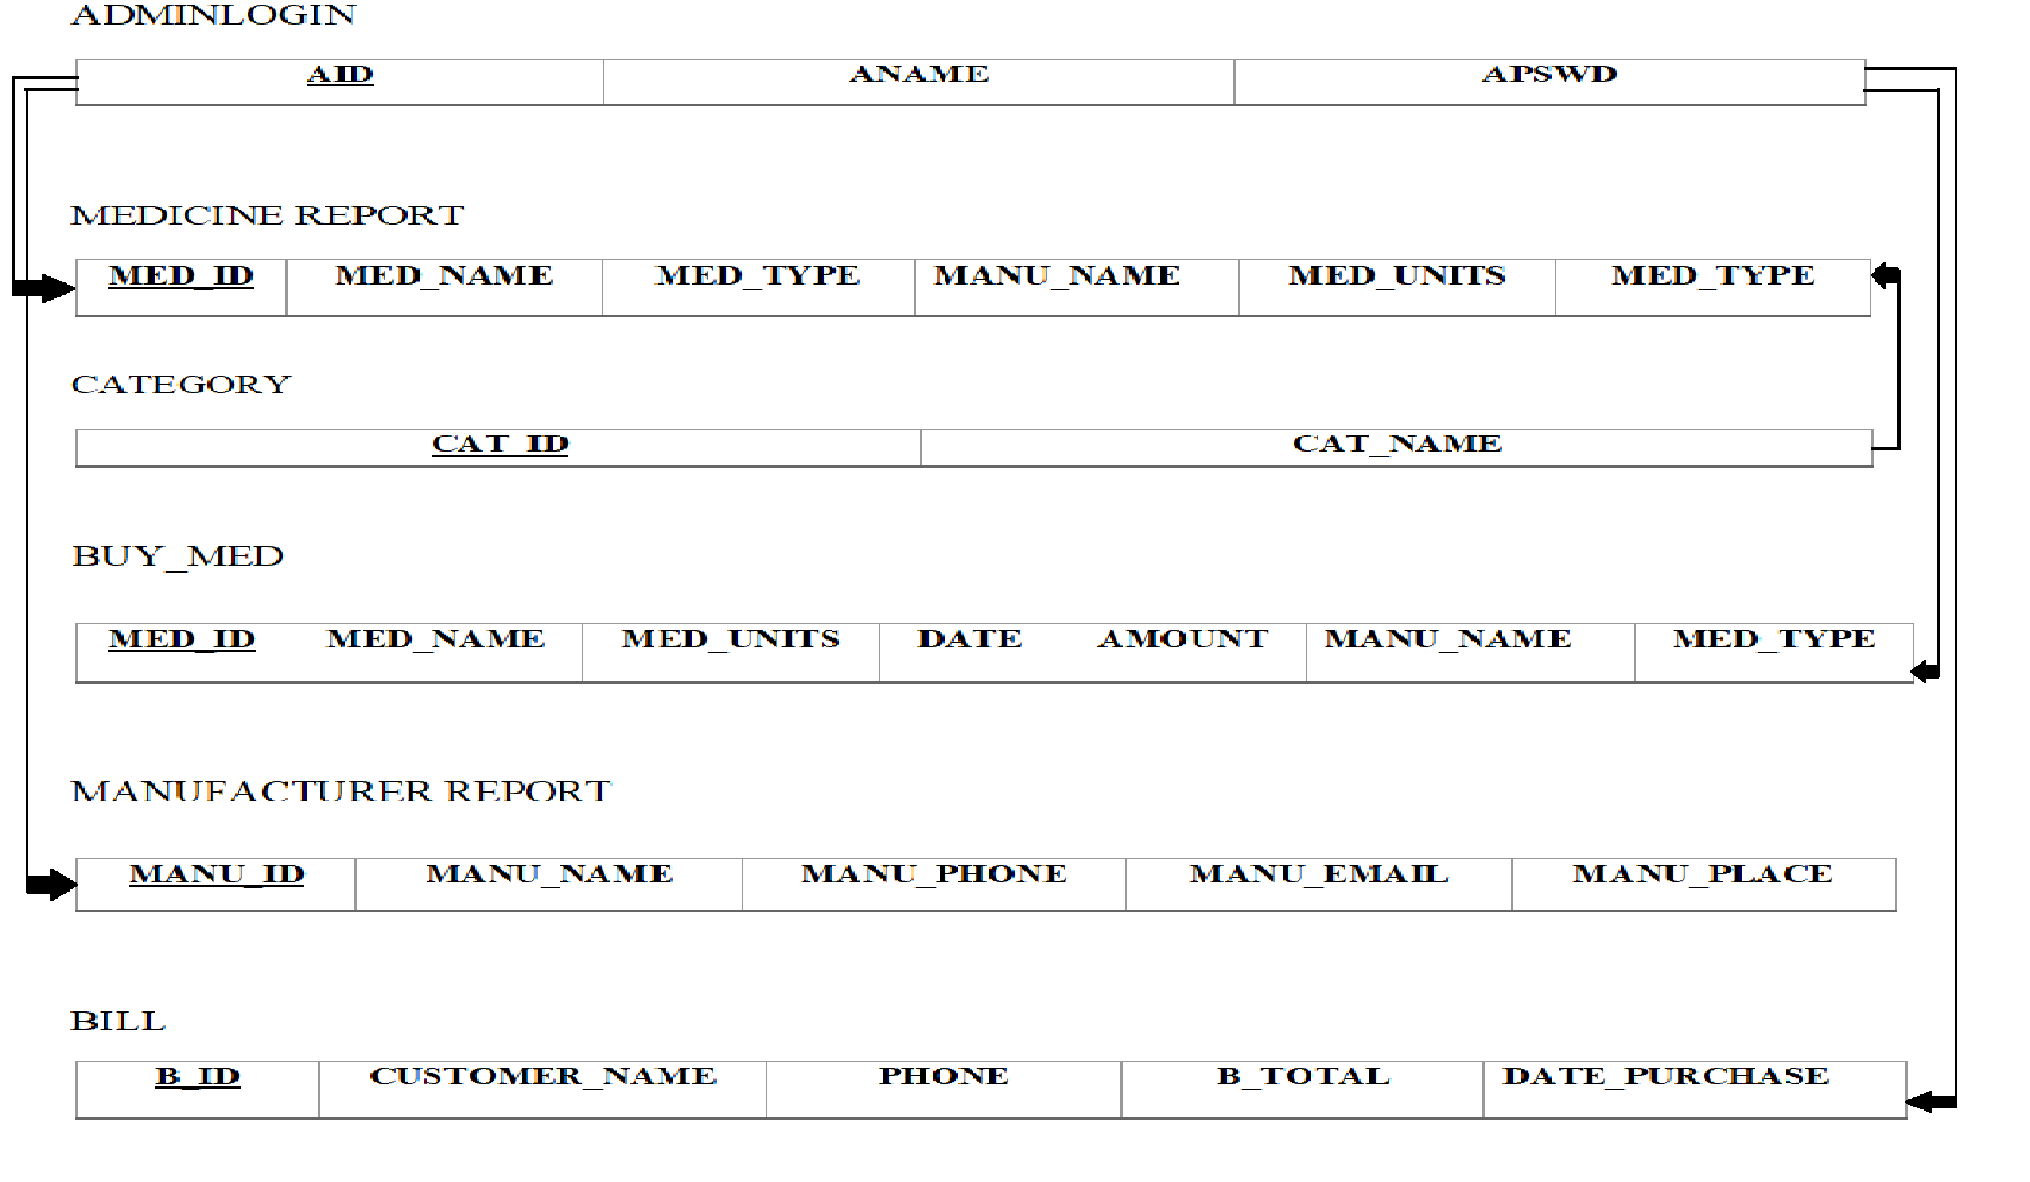 ADMINLOGIN
AID ANAME APSWD
MEDICINE REPORT
MED_ID MED_NAME MED_TYPE MANU_NAME MED_UNITS MED_TYPE
CATEGORY
CAT_ID CAT_NAME
BUY_MED
MED_ID MED_NAME MED_UNITS DATE AMOUNT MANU_NAME MED_TYPE
MANUFACTURER REPORT
MANU_ID MANU_NAME MANU_PHONE MANU_EMAIL MANU_PLACE
BILL
B_ID CUSTOMER_NAME PHONE B_TOTAL DATE_PURCHASE